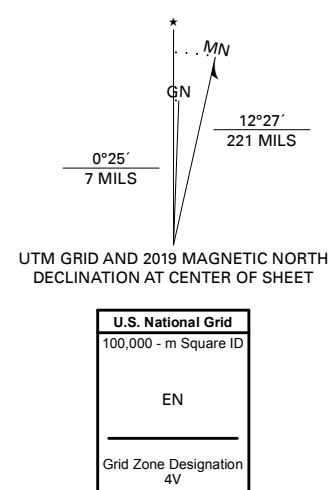 ★
MN
GN
12°27´
221 MILS
0°25´
7 MILS
UTM GRID AND 2019 MAGNETIC NORTH
DECLINATION AT CENTER OF SHEET
U.S. National Grid
100,000 - m Square ID
EN
Grid Zone Designation
4V